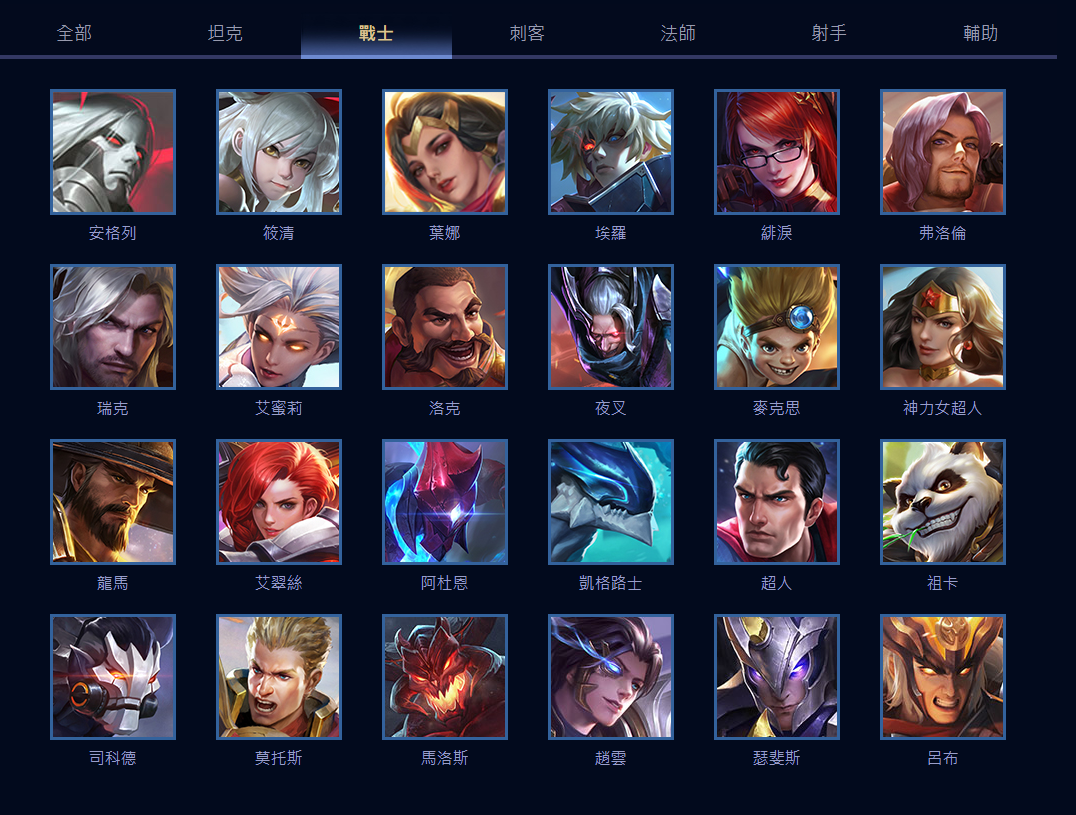 全部 坦克 戰士 刺客 法師 射手 輔助
安格列 筱清 葉娜 埃羅 緋淚 弗洛倫
瑞克 艾蜜莉 洛克 夜叉 麥克思 神力女超人
龍馬 艾翠絲 阿杜恩 凱格路士 超人 祖卡
司科德 莫托斯 馬洛斯 趙雲 瑟斐斯 呂布